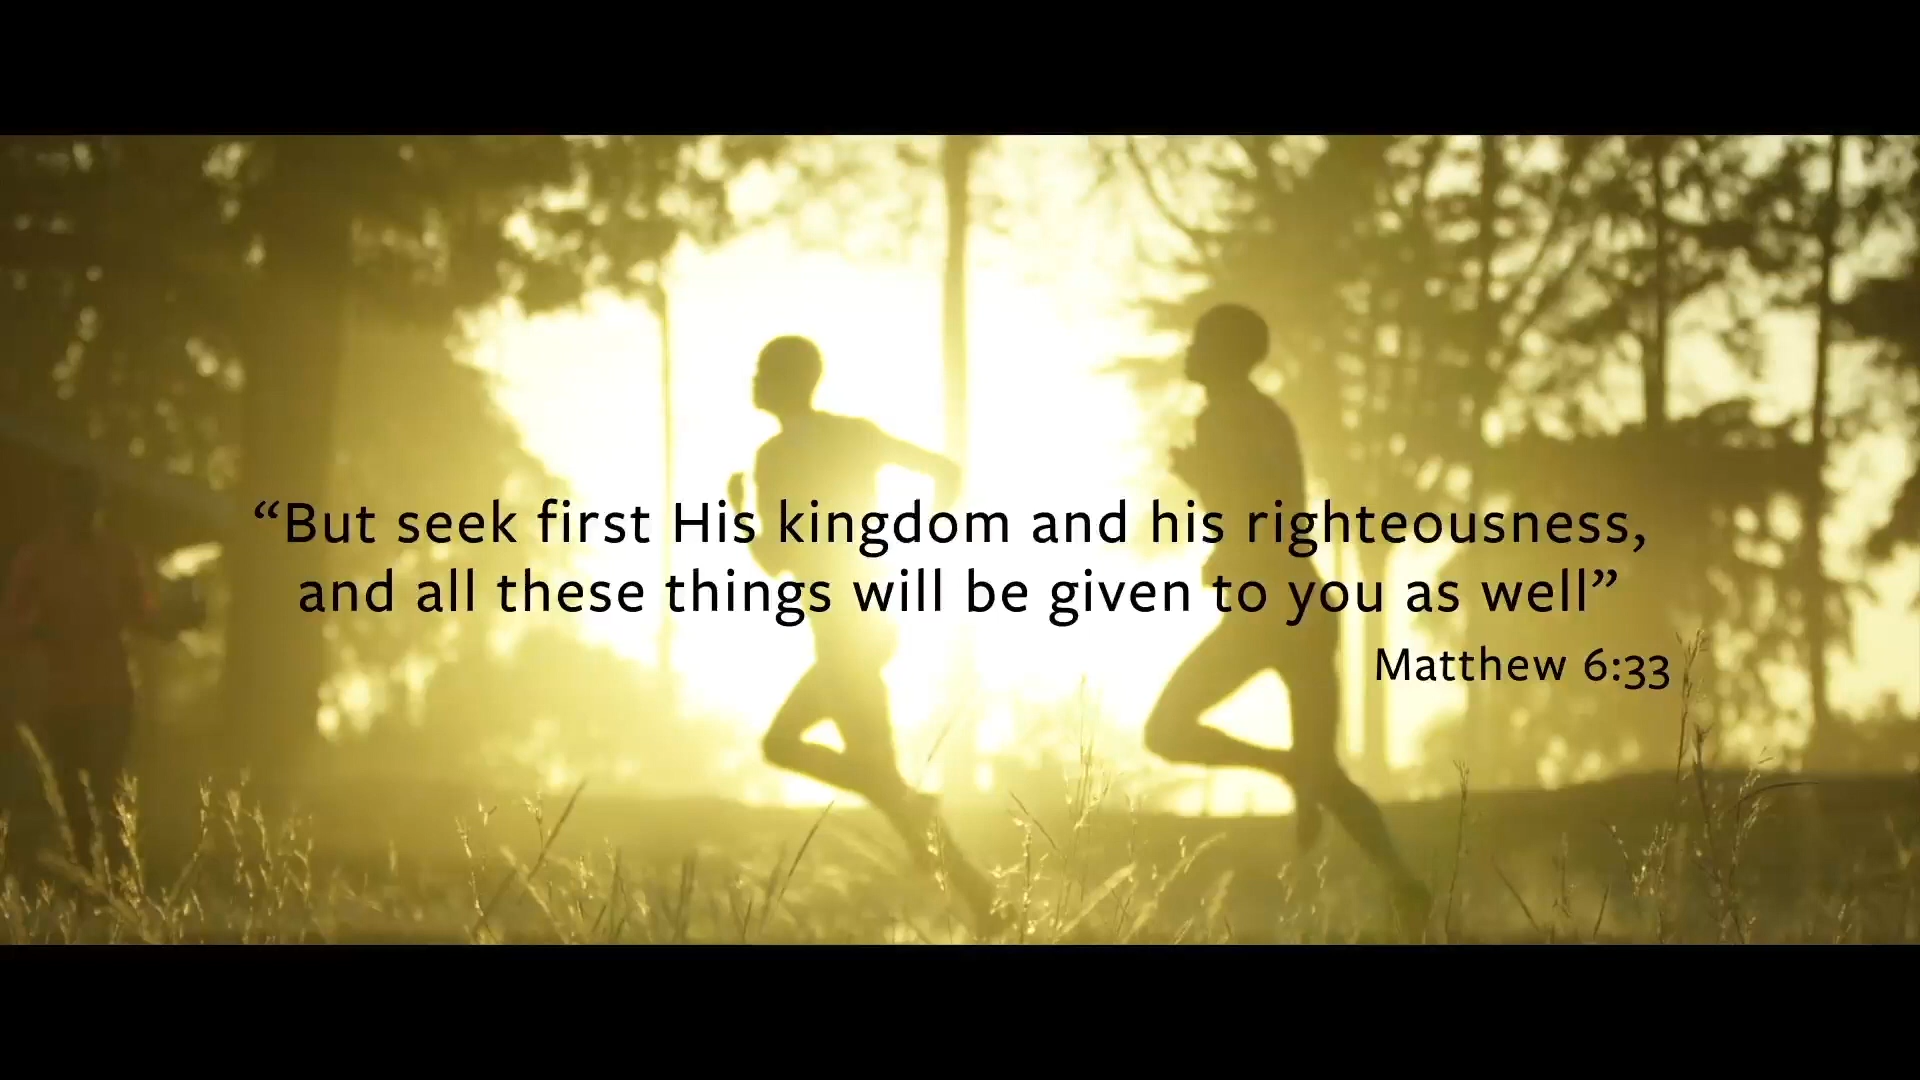 “But seek first His kingdom and his righteousness,
and all these things will be given to you as well”
Matthew 6:33